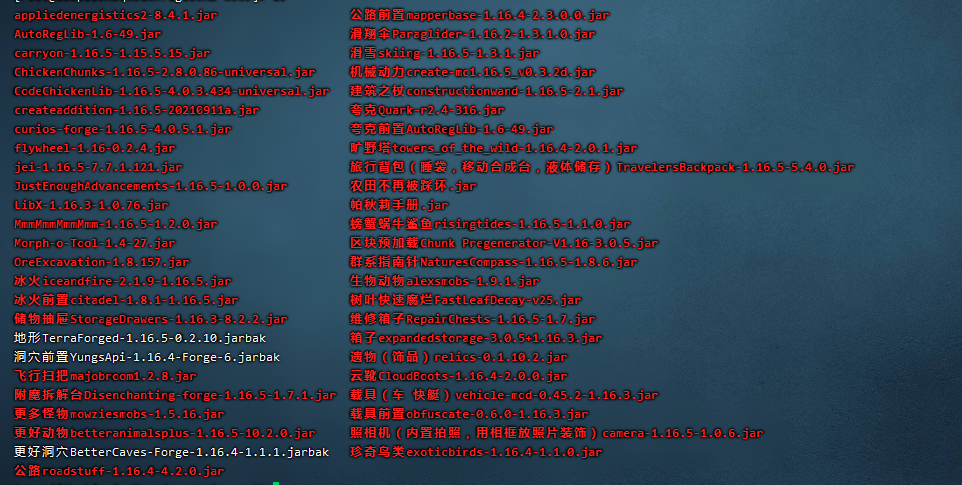 appliedenergistics2-8.4.1.jar
AutoRegLib-1.6-49.jar
carryon-1.16.5-1.15.5.15.jar
ChickenChunks-1.16.5-2.8.0.86-universal.jar
CodeChickenLib-1.16.5-4.0.3.434-universal.jar
createaddition-1.16.5-20210911a.jar
curios-forge-1.16.5-4.0.5.1.jar
flywheel-1.16-0.2.4.jar
jei-1.16.5-7.7.1.121.jar
JustEnoughAdvancements-1.16.5-1.0.0.jar
LibX-1.16.3-1.0.76.jar
MmmMmmMmmMmm-1.16.5-1.2.0.jar
Morph-o-Tool-1.4-27.jar
OreExcavation-1.8.157.jar
冰火iceandfire-2.1.9-1.16.5.jar
冰火前置citadel-1.8.1-1.16.5.jar
储物抽屉StorageDrawers-1.16.3-8.2.2.jar
地形TerraForged-1.16.5-0.2.10.jarbak
洞穴前置YungsApi-1.16.4-Forge-6.jarbak
飞行扫把majobroom1.2.8.jar
附魔拆解台Disenchanting-forge-1.16.5-1.7.1.jar
更多怪物mowziesmobs-1.5.16.jar
更好动物betteranimalsplus-1.16.5-10.2.0.jar
更好洞穴BetterCaves-Forge-1.16.4-1.1.1.jarbak
公路roadstuff-1.16.4-4.2.0.jar
公路前置mapperbase-1.16.4-2.3.0.0.jar
滑翔伞Paraglider-1.16.2-1.3.1.0.jar
滑雪skiing-1.16.5-1.3.1.jar
机械动力create-mc1.16.5_v0.3.2d.jar
建筑之杖constructionwand-1.16.5-2.1.jar
夸克Quark-r2.4-316.jar
夸克前置AutoRegLib-1.6-49.jar
旷野塔towers_of_the_wild-1.16.4-2.0.1.jar
旅行背包（睡袋，移动合成台，液体储存）TravelersBackpack-1.16.5-5.4.0.jar
农田不再被踩坏.jar
帕秋莉手册.jar
螃蟹蜗牛鲨鱼risingtides-1.16.5-1.1.0.jar
区块预加载Chunk Pregenerator-V1.16-3.0.5.jar
群系指南针NaturesCompass-1.16.5-1.8.6.jar
生物动物alexsmobs-1.9.1.jar
树叶快速腐烂FastLeafDecay-v25.jar
维修箱子RepairChests-1.16.5-1.7.jar
箱子expandedstorage-3.0.5+1.16.3.jar
遗物（饰品）relics-0.1.10.2.jar
云靴CloudBoots-1.16.4-2.0.0.jar
载具（车 快艇）vehicle-mod-0.45.2-1.16.3.jar
载具前置obfuscate-0.6.0-1.16.3.jar
照相机（内置拍照，用相框放照片装饰）camera-1.16.5-1.0.6.jar
珍奇鸟类exoticbirds-1.16.4-1.1.0.jar